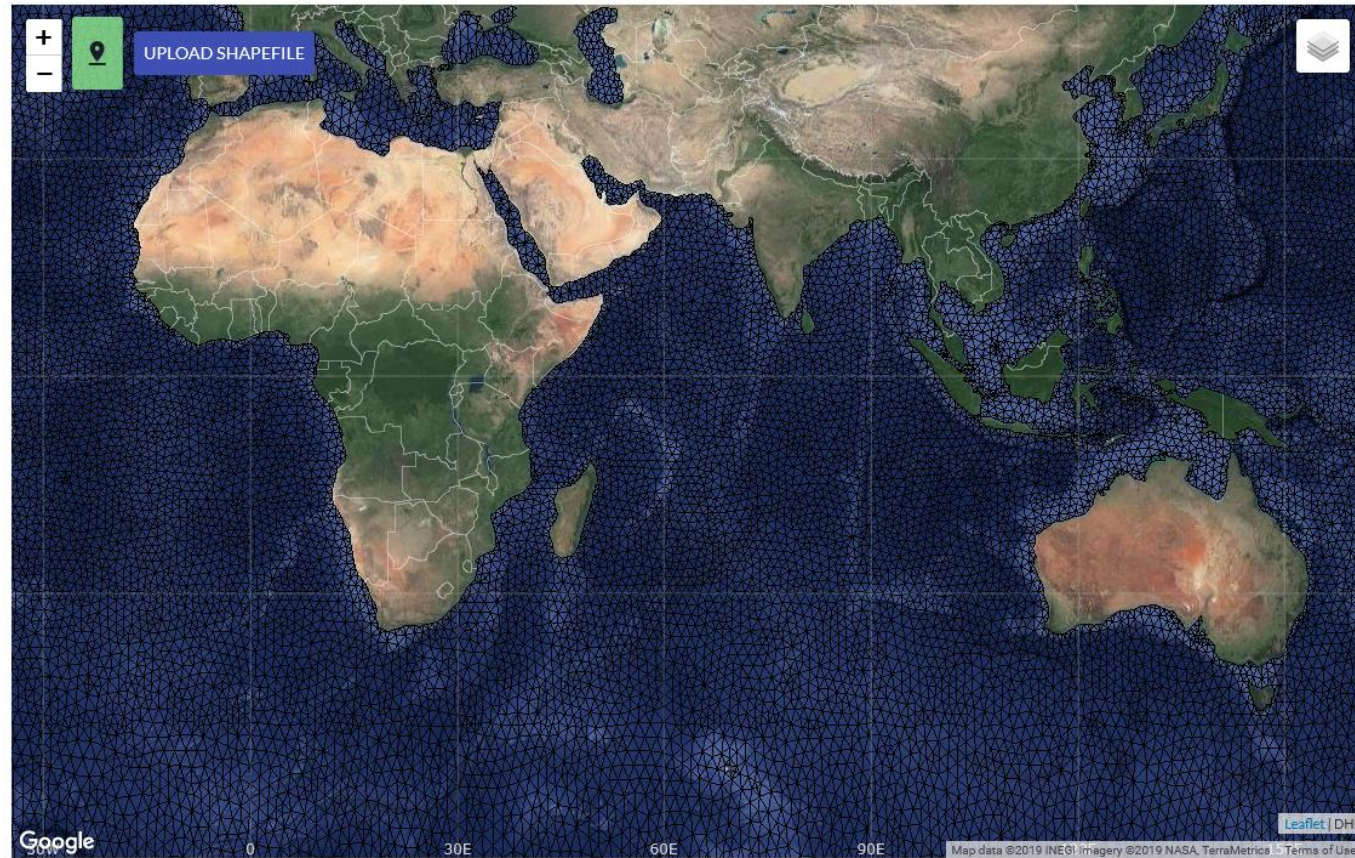 +
−
UPLOAD SHAPEFILE
Leaflet | DH
Google
30W
0
30E
60E
90E
Map data ©2019 INEGI Imagery ©2019 NASA, TerraMetrics
Terms of Use